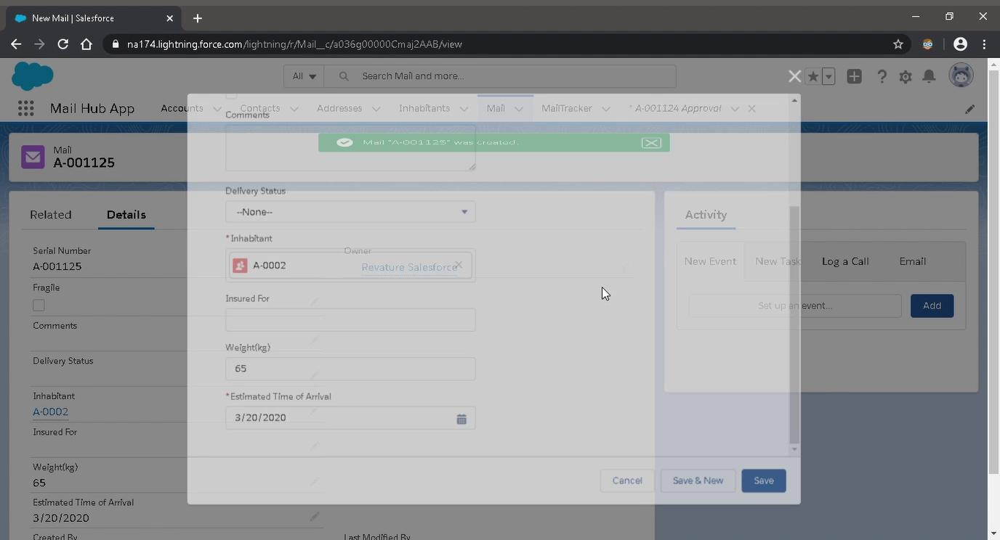 New Mail | Salesforce
na174.lightning.force.com/lightning/r/Mail__c/a036g00000Cmaj2AAB/view
All
Search Mail and more...
Mail Hub App
Accounts
Contacts
Addresses
Inhabitants
Mail
MailTracker
* A-001124 Approval
Comments
Mail "A-001125" was created.
Mail
A-001125
Delivery Status
--None--
Related
Details
Activity
*Inhabitant
Serial Number
A-001125
Owner
Revature Salesforce
A-0002
New Event
New Task
Log a Call
Email
Fragile
Insured For
Set up an event...
Add
Comments
Weight(kg)
65
Delivery Status
*Estimated Time of Arrival
3/20/2020
Inhabitant
A-0002
Insured For
Weight(kg)
65
Cancel
Save & New
Save
Estimated Time of Arrival
3/20/2020
Created By
Last Modified By